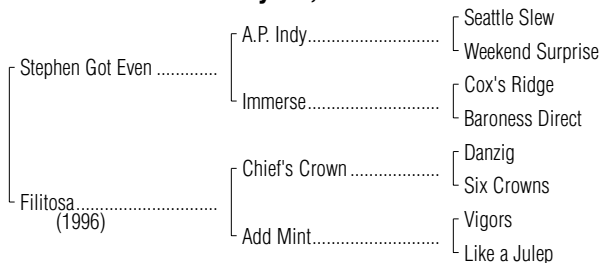 Seattle Slew
A.P. Indy..............................
Weekend Surprise
Stephen Got Even .............
Cox's Ridge
Immerse..............................
Baroness Direct
Danzig
Chief's Crown ....................
Six Crowns
Filitosa..............................
(1996)
Vigors
Add Mint.............................
Like a Julep